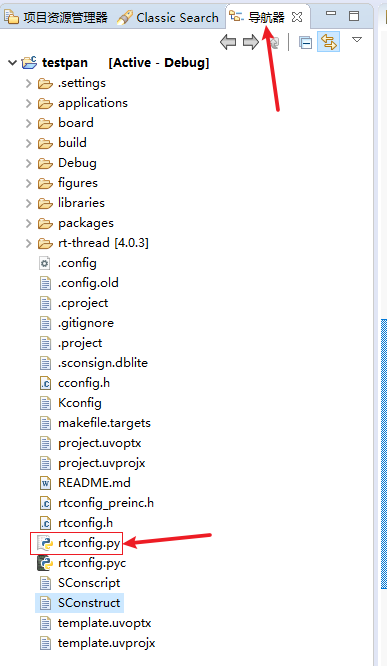 项目资源管理器 Classic Search 导航器
testpan [Active - Debug]
.settings
applications
board
build
Debug
figures
libraries
packages
rt-thread [4.0.3]
.config
.config.old
.cproject
.gitignore
.project
.sconsign.dblite
cconfig.h
Kconfig
makefile.targets
project.uvoptx
project.uvprojx
README.md
rtconfig_preinc.h
rtconfig.h
rtconfig.py
rtconfig.pyc
SConscript
SConstruct
template.uvoptx
template.uvprojx